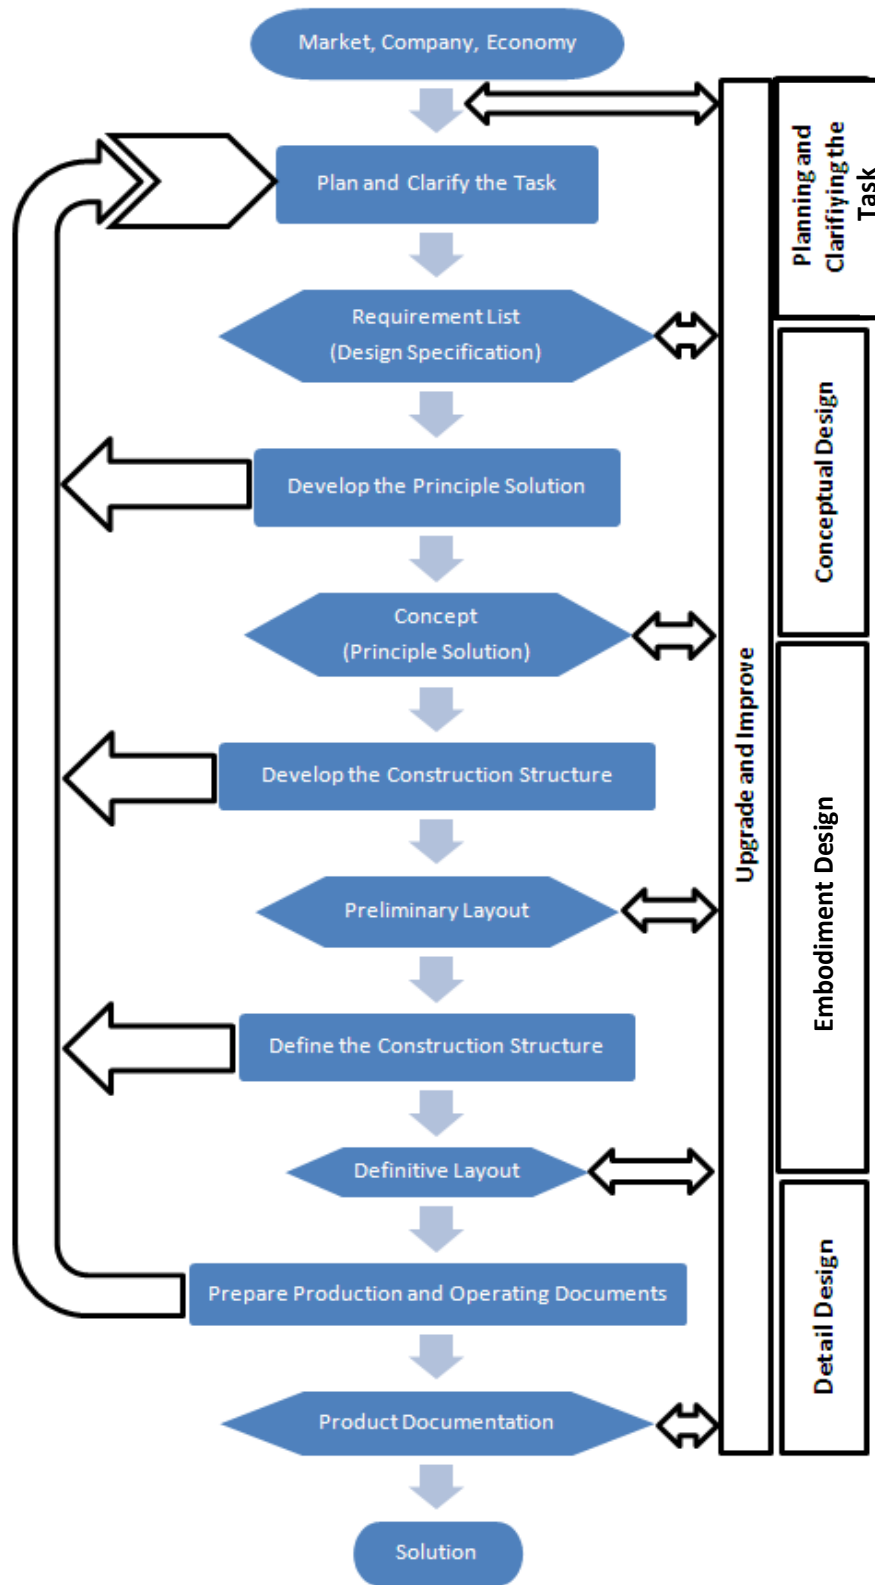 Market, Company, Economy
Plan and Clarify the Task
Requirement List
(Design Specification)
Develop the Principle Solution
Concept
(Principle Solution)
Develop the Construction Structure
Preliminary Layout
Define the Construction Structure
Definitive Layout
Prepare Production and Operating Documents
Product Documentation
Solution
Upgrade and Improve
Planning and
Clarifiying the
Task
Conceptual Design
Embodiment Design
Detail Design